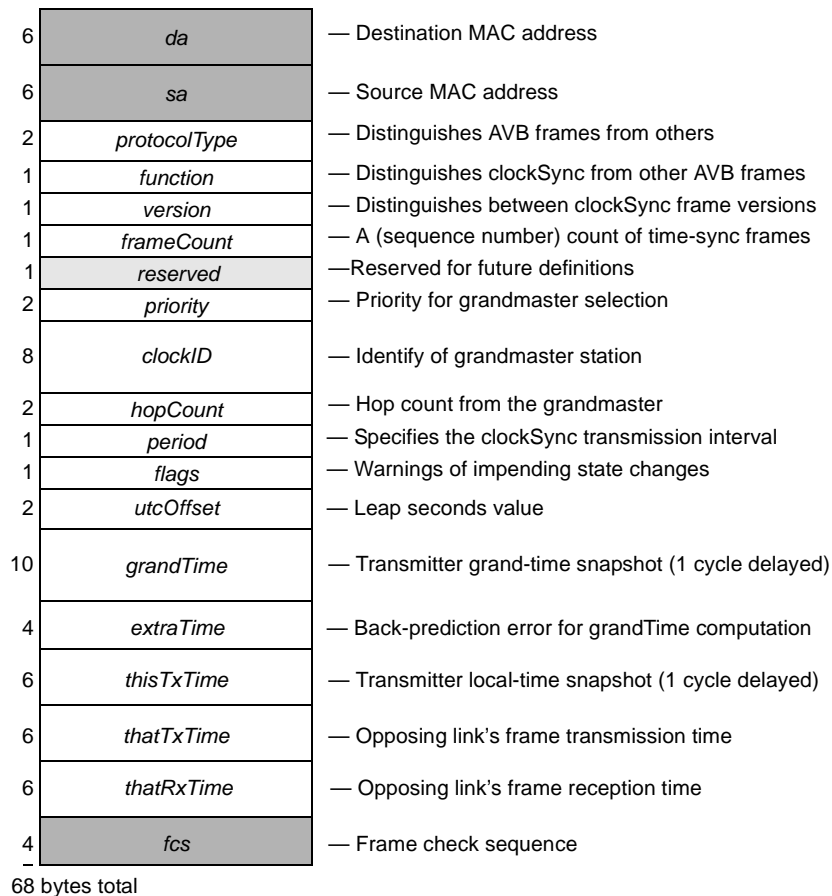 6 da — Destination MAC address
6 sa — Source MAC address
2 protocolType — Distinguishes AVB frames from others
1 function — Distinguishes clockSync from other AVB frames
1 version — Distinguishes between clockSync frame versions
1 frameCount — A (sequence number) count of time-sync frames
1 reserved —Reserved for future definitions
2 priority — Priority for grandmaster selection
8 clockID — Identify of grandmaster station
2 hopCount — Hop count from the grandmaster
1 period — Specifies the clockSync transmission interval
1 flags — Warnings of impending state changes
2 utcOffset — Leap seconds value
10 grandTime — Transmitter grand-time snapshot (1 cycle delayed)
4 extraTime — Back-prediction error for grandTime computation
6 thisTxTime — Transmitter local-time snapshot (1 cycle delayed)
6 thatTxTime — Opposing link's frame transmission time
6 thatRxTime — Opposing link's frame reception time
4 fcs — Frame check sequence
68 bytes total